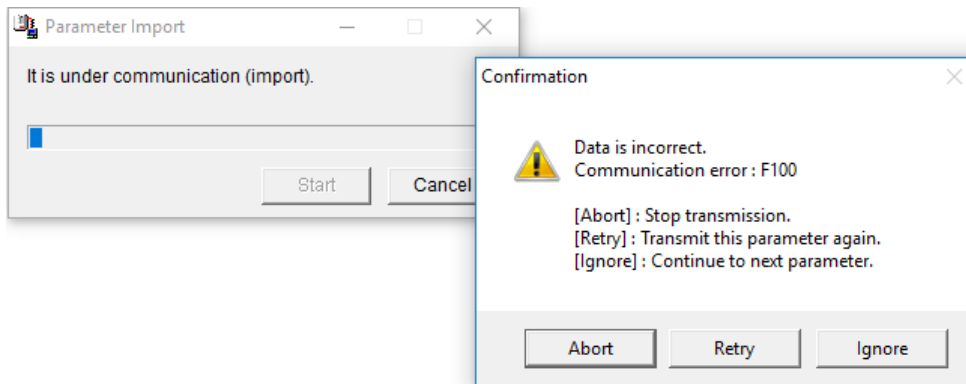 Parameter Import
It is under communication (import).
Start
Cancel
Confirmation
Data is incorrect.
Communication error : F100
[Abort] : Stop transmission.
[Retry] : Transmit this parameter again.
[Ignore] : Continue to next parameter.
Abort
Retry
Ignore